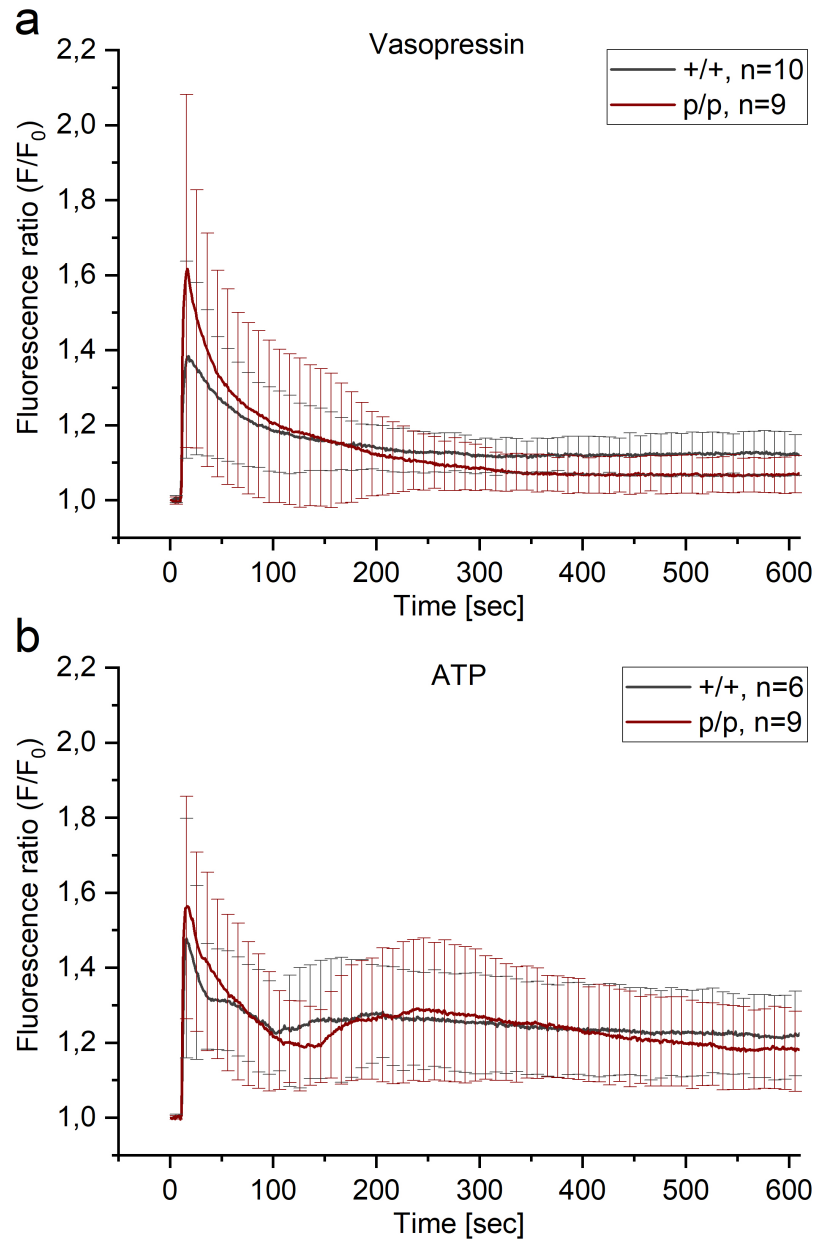 a
Vasopressin
+/+, n=10
p/p, n=9
Fluorescence ratio (F/F0)
2,2
2,0
1,8
1,6
1,4
1,2
1,0
0 100 200 300 400 500 600
Time [sec]
b
ATP
+/+, n=6
p/p, n=9
Fluorescence ratio (F/F0)
2,2
2,0
1,8
1,6
1,4
1,2
1,0
0 100 200 300 400 500 600
Time [sec]